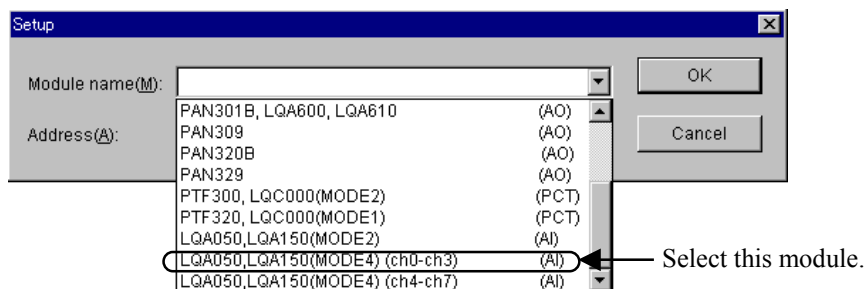 Setup
Module name(M):
OK
PAN301B, LQA600, LQA610 (AO)
Address(A):
PAN309 (AO)
Cancel
PAN320B (AO)
PAN329 (AO)
PTF300, LQC000(MODE2) (PCT)
PTF320, LQC000(MODE1) (PCT)
LQA050,LQA150(MODE2) (AI)
LQA050,LQA150(MODE4) (ch0-ch3) (AI) Select this module.
LQA050,LQA150(MODE4) (ch4-ch7) (AI)